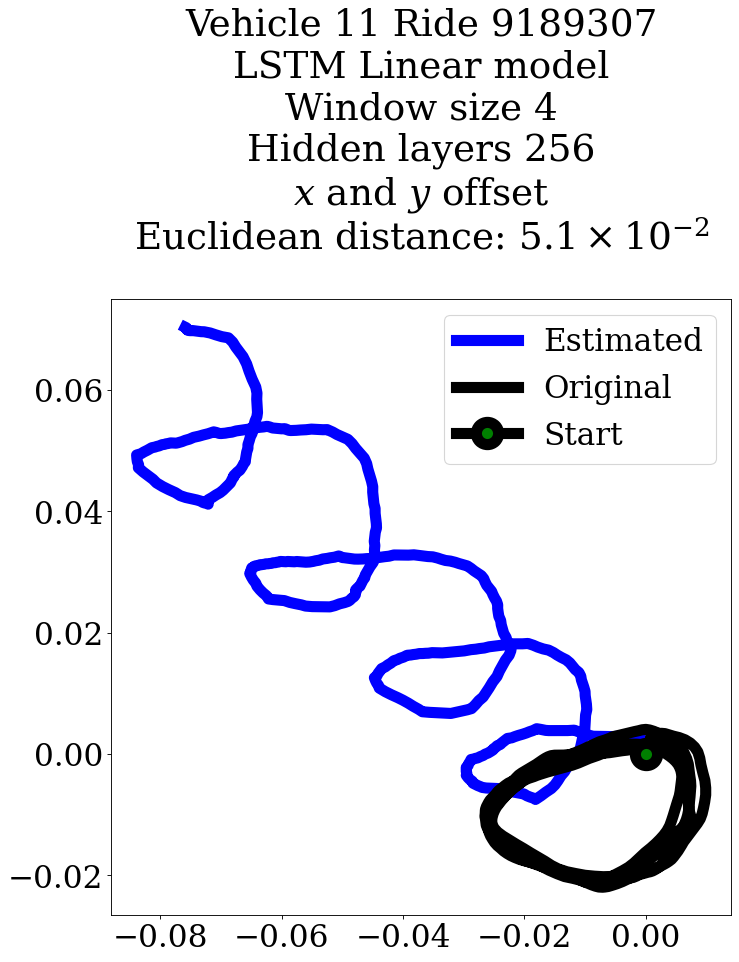 Vehicle 11 Ride 9189307
LSTM Linear model
Window size 4
Hidden layers 256
x and y offset
Euclidean distance: 5.1 × 10⁻²
Estimated
Original
Start
0.06
0.04
0.02
0.00
−0.02
−0.08 −0.06 −0.04 −0.02 0.00